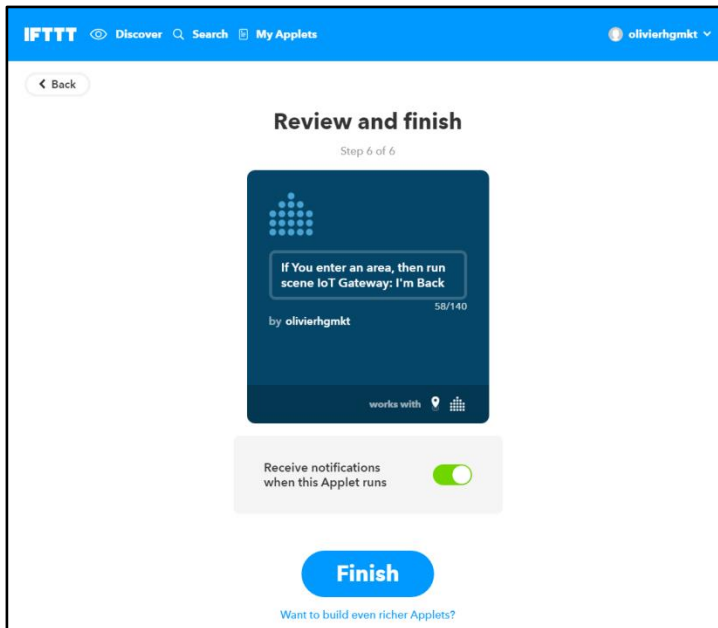 IFTTT Discover Search My Applets olivierhgmkt
Back
Review and finish
Step 6 of 6
If You enter an area, then run
scene IoT Gateway: I'm Back
58/140
by olivierhgmkt
works with
Receive notifications
when this Applet runs
Finish
Want to build even richer Applets?